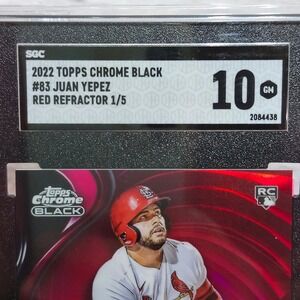 SGC
2022 TOPPS CHROME BLACK
#83 JUAN YEPEZ
RED REFRACTOR 1/5
10 GM
2084438
TOPPS
Chrome
BLACK
RC